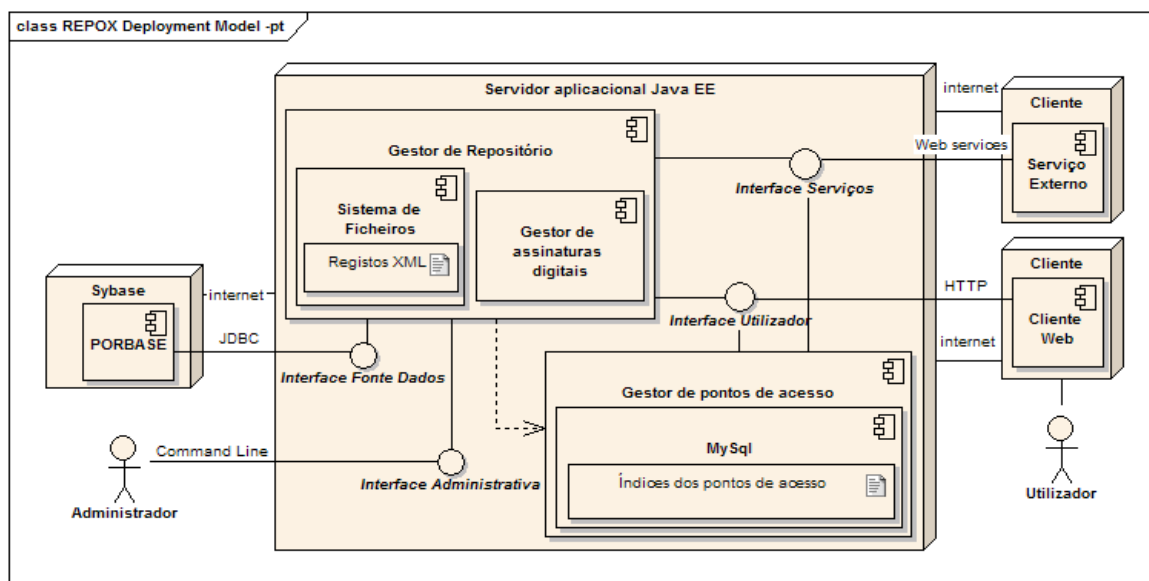 class REPOX Deployment Model -pt
Servidor aplicacional Java EE
Gestor de Repositório
Sistema de
Ficheiros
Registos XML
Gestor de
assinaturas
digitais
Interface Serviços
internet
Web services
Cliente
Serviço
Externo
Sybase
PORBASE
internet
JDBC
Interface Fonte Dados
Interface Utilizador
HTTP
internet
Cliente
Cliente
Web
Gestor de pontos de acesso
MySql
Índices dos pontos de acesso
Command Line
Interface Administrativa
Administrador
Utilizador